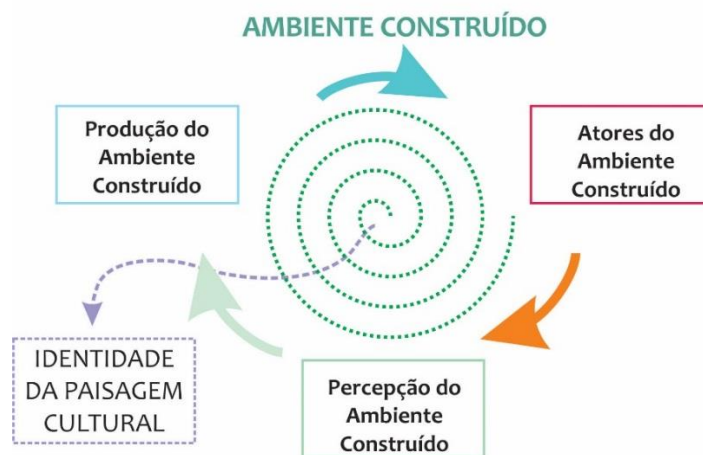 AMBIENTE CONSTRUÍDO
Produção do
Ambiente
Construído
Atores do
Ambiente
Construído
IDENTIDADE
DA PAISAGEM
CULTURAL
Percepção do
Ambiente
Construído